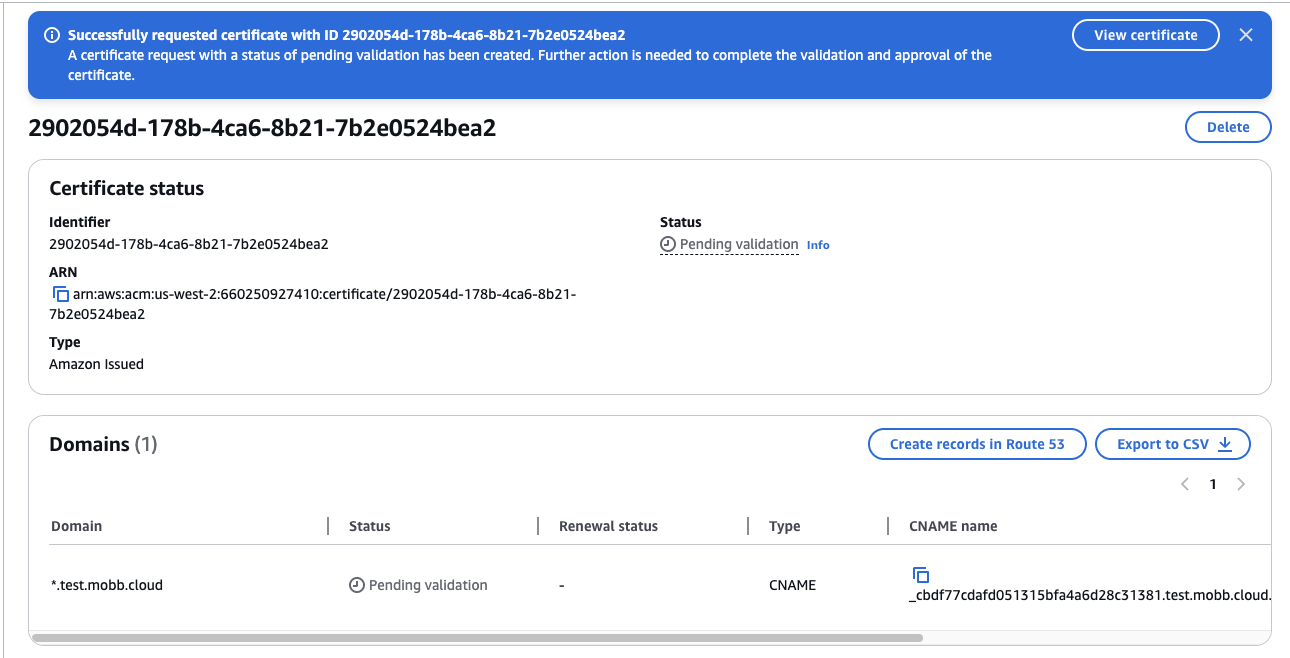 Successfully requested certificate with ID 2902054d-178b-4ca6-8b21-7b2e0524bea2
A certificate request with a status of pending validation has been created. Further action is needed to complete the validation and approval of the
certificate.
View certificate
2902054d-178b-4ca6-8b21-7b2e0524bea2
Delete
Certificate status
Identifier
2902054d-178b-4ca6-8b21-7b2e0524bea2
ARN
arn:aws:acm:us-west-2:660250927410:certificate/2902054d-178b-4ca6-8b21-
7b2e0524bea2
Type
Amazon Issued
Status
Pending validation Info
Domains (1)
Create records in Route 53
Export to CSV
1
Domain Status Renewal status Type CNAME name
*.test.mobb.cloud Pending validation - CNAME
_cbdf77cdafd051315bfa4a6d28c31381.test.mobb.cloud.